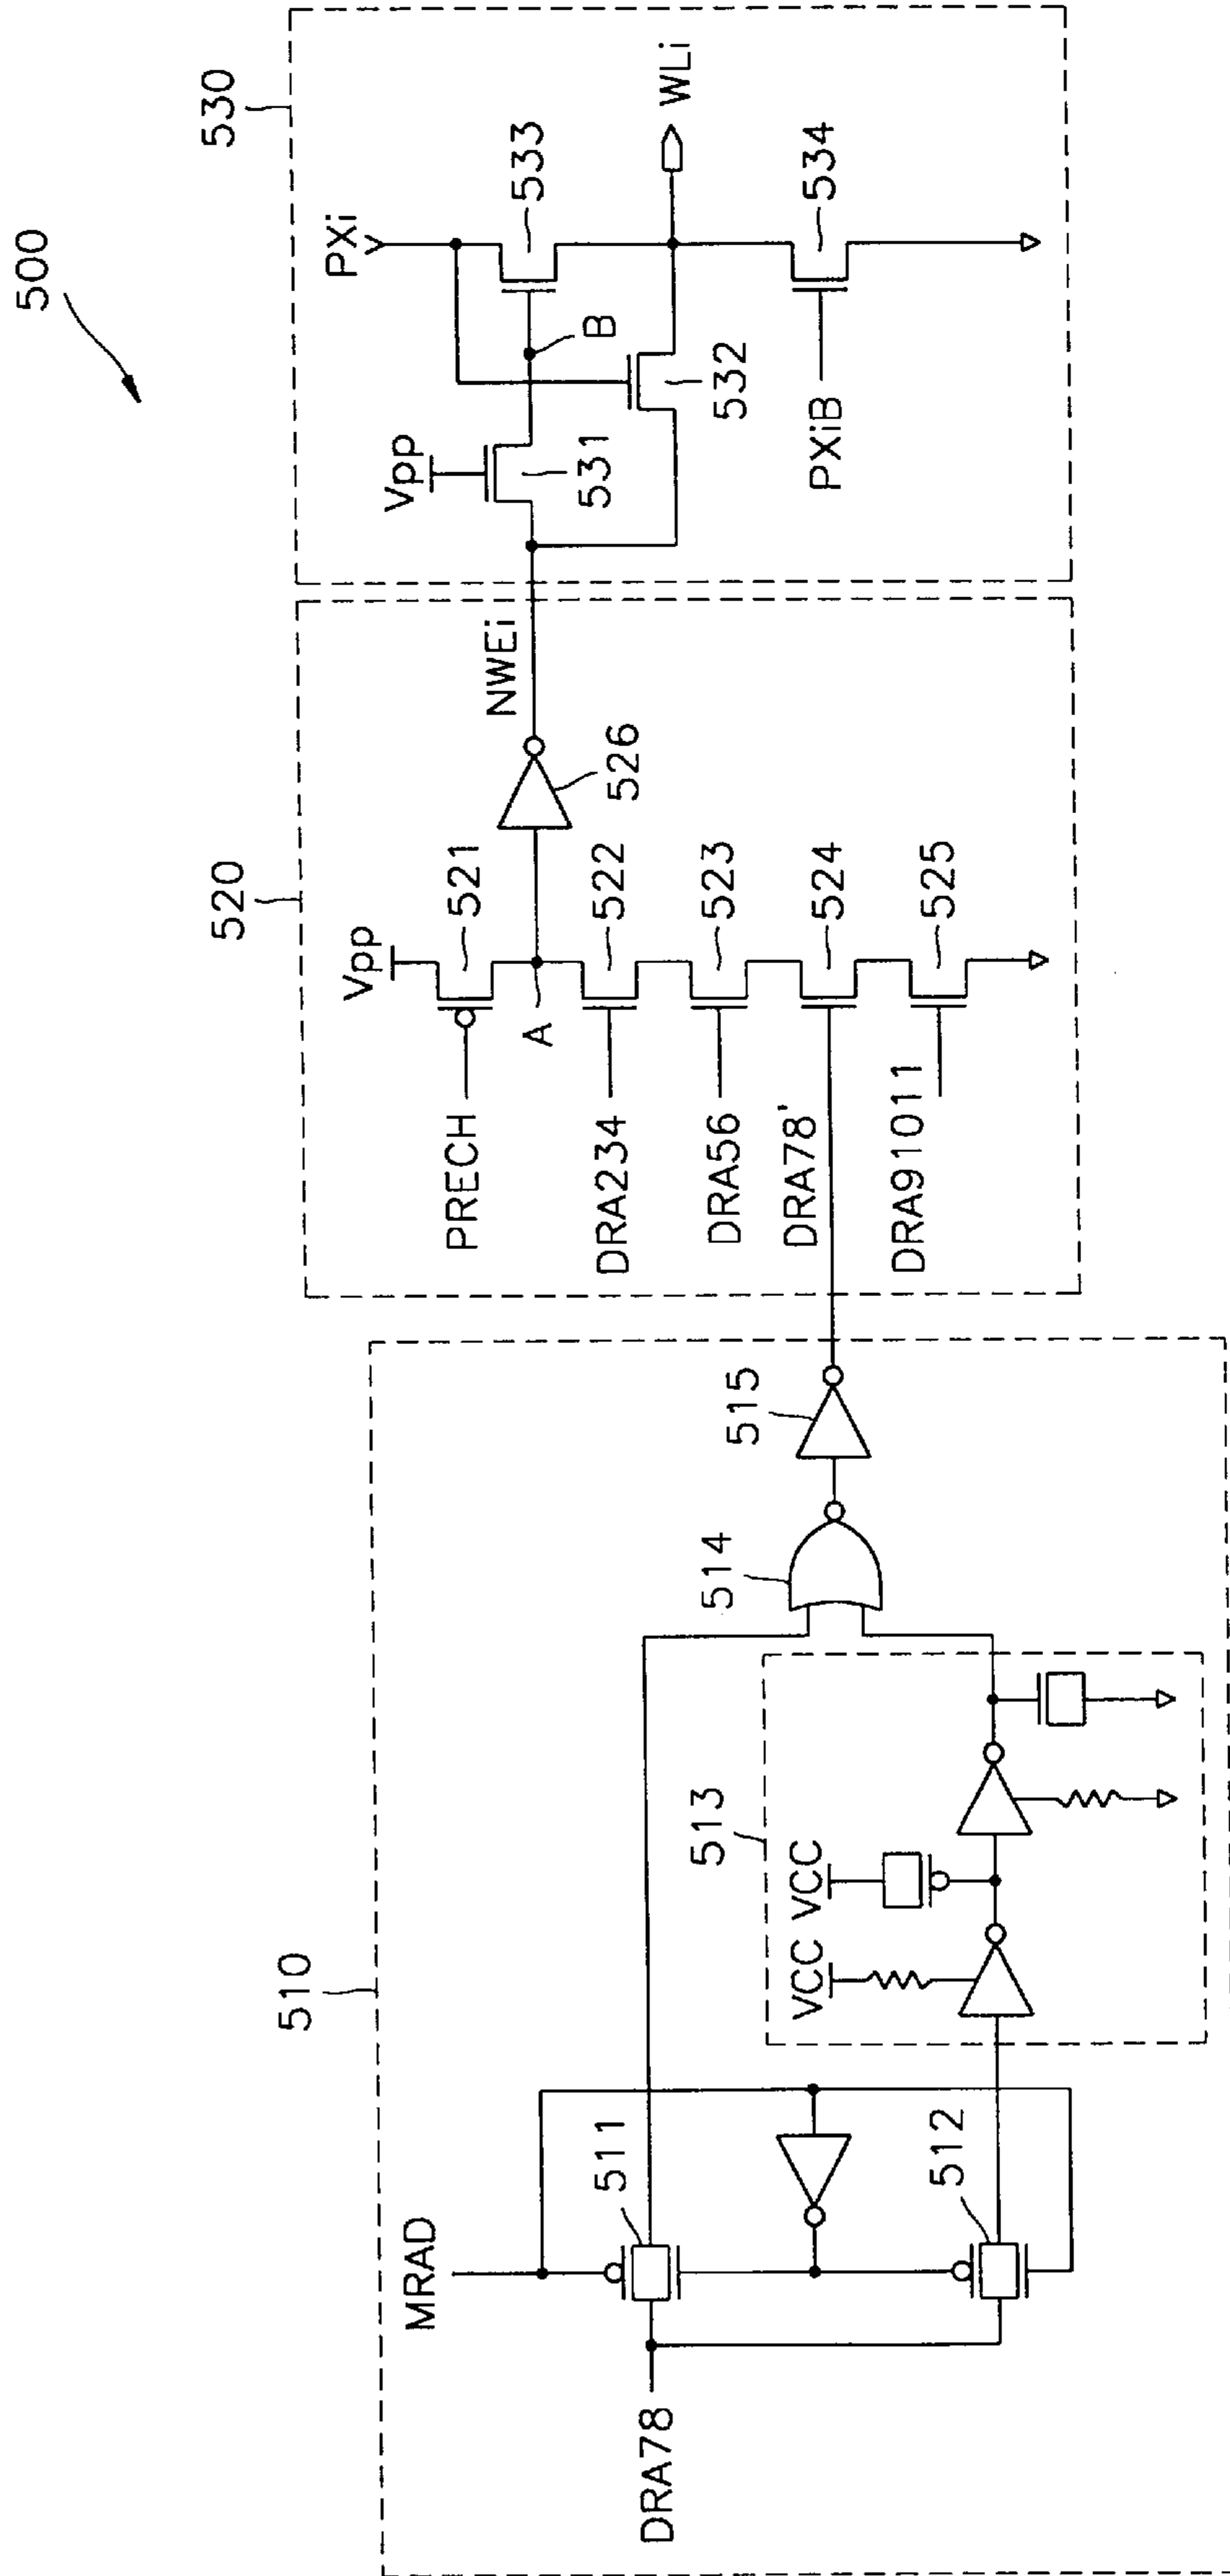 500
510
520
530
MRAD
511
DRA78
512
513
VCC
VCC
514
515
Vpp
PRECH
521
A
DRA234
522
DRA56
523
DRA78'
524
DRA91011
525
526
NWEi
Vpp
531
B
PXi
533
532
WLi
PXiB
534